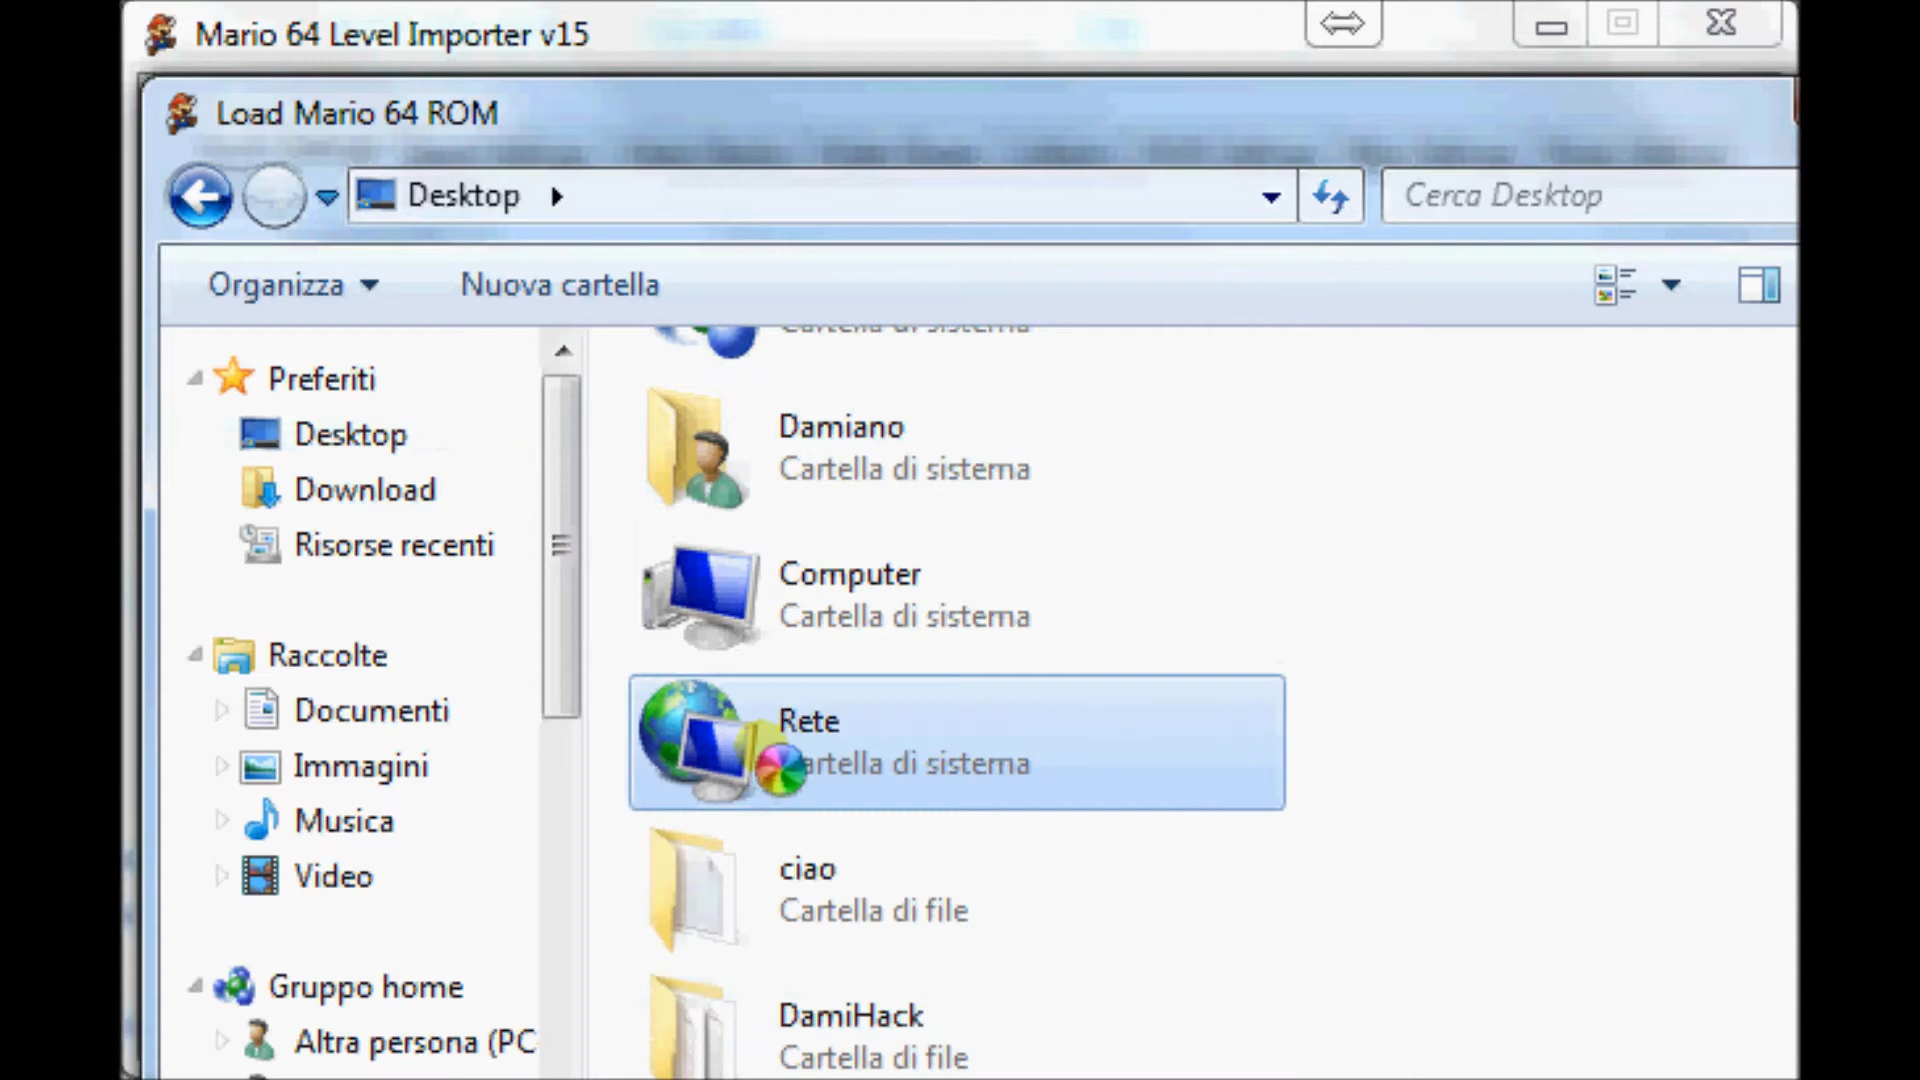 Mario 64 Level Importer v15
Load Mario 64 ROM
Desktop
Cerca Desktop
Organizza
Nuova cartella
Cartella di sistema
Preferiti
Desktop
Download
Risorse recenti
Raccolte
Documenti
Immagini
Musica
Video
Gruppo home
Altra persona (PC
Damiano
Cartella di sistema
Computer
Cartella di sistema
Rete
artella di sistema
ciao
Cartella di file
DamiHack
Cartella di file